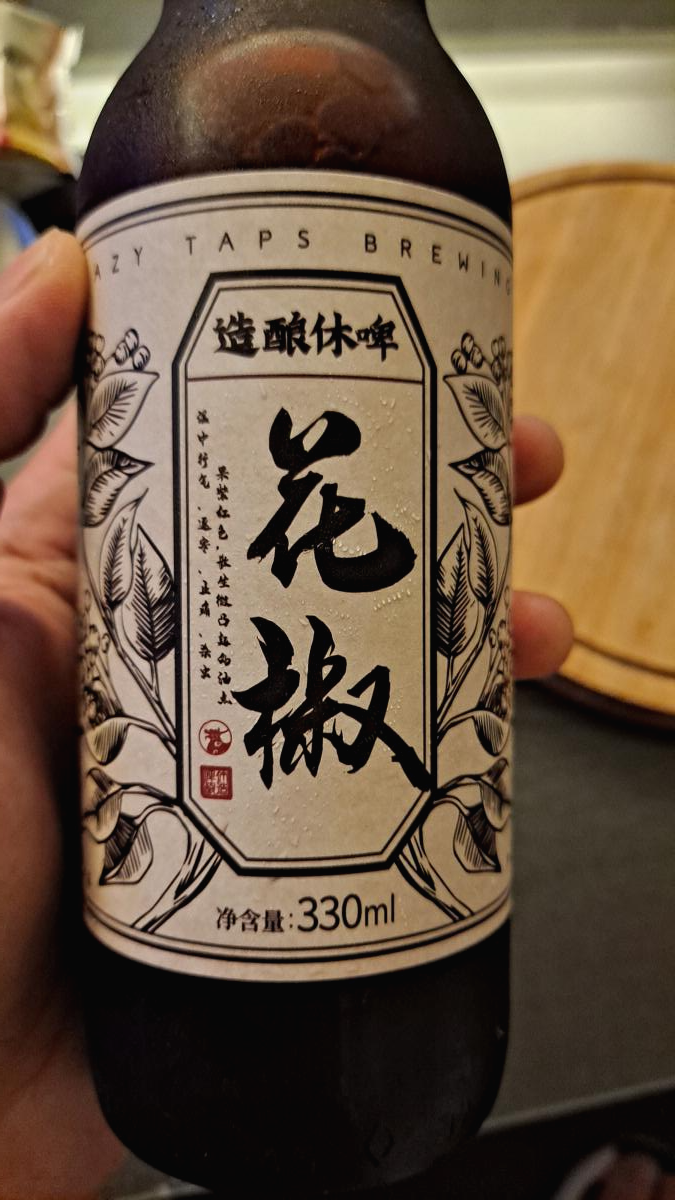 AZY TAPS BREWING
啤休酿造
花椒
果紫红色，散生微凸起的油点
温中行气、逐寒、止痛、杀虫
净含量:330ml